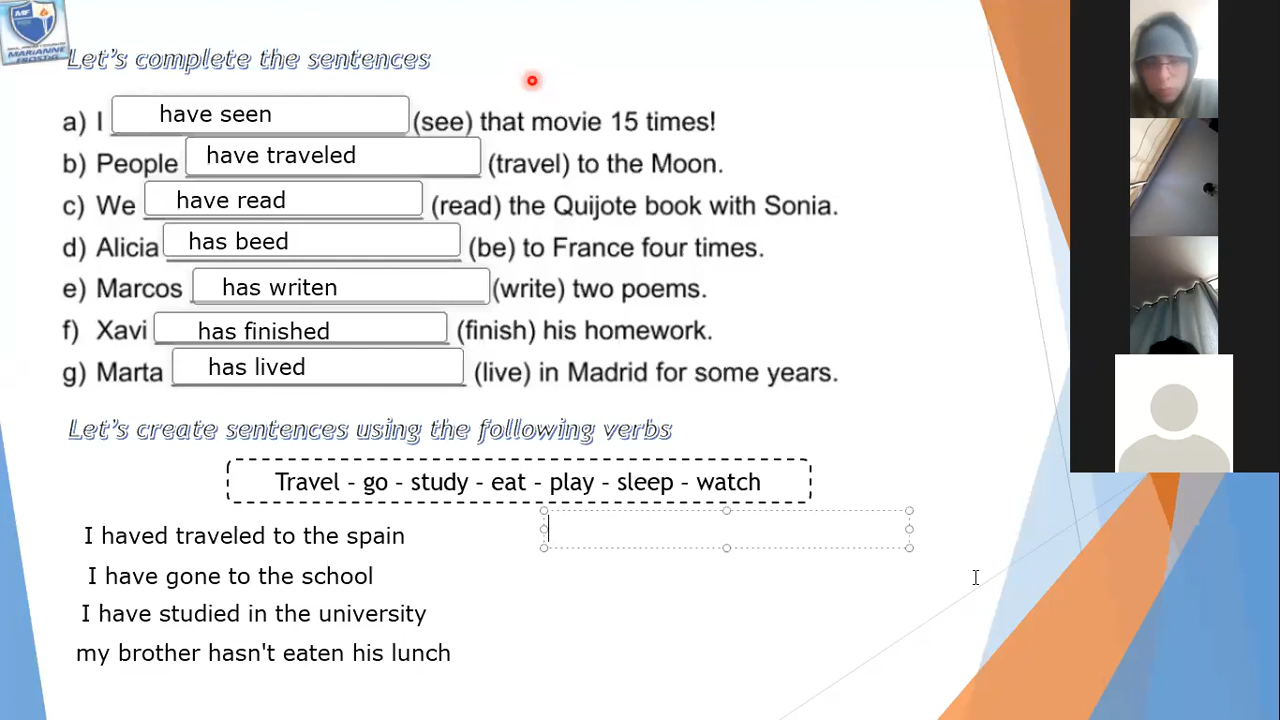 MF
MARIANNE
FROSTIG
Let's complete the sentences
a) I have seen (see) that movie 15 times!
b) People have traveled (travel) to the Moon.
c) We have read (read) the Quijote book with Sonia.
d) Alicia has beed (be) to France four times.
e) Marcos has writen (write) two poems.
f) Xavi has finished (finish) his homework.
g) Marta has lived (live) in Madrid for some years.
Let's create sentences using the following verbs
Travel - go - study - eat - play - sleep - watch
I haved traveled to the spain
I have gone to the school
I have studied in the university
my brother hasn't eaten his lunch